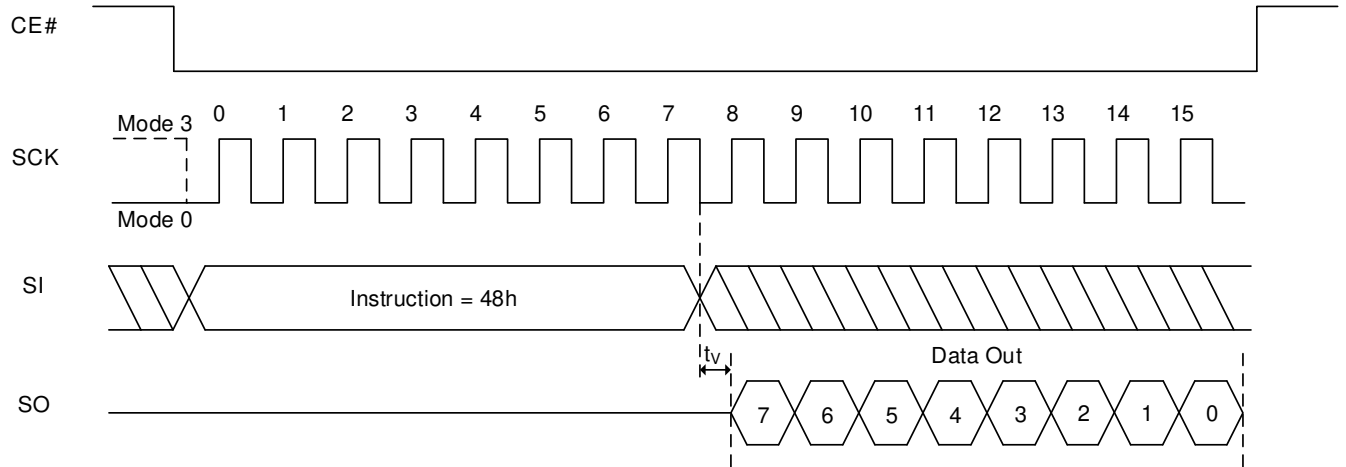 CE#
Mode 3 0 1 2 3 4 5 6 7 8 9 10 11 12 13 14 15
SCK
Mode 0
SI
Instruction = 48h
tV Data Out
SO
7 6 5 4 3 2 1 0